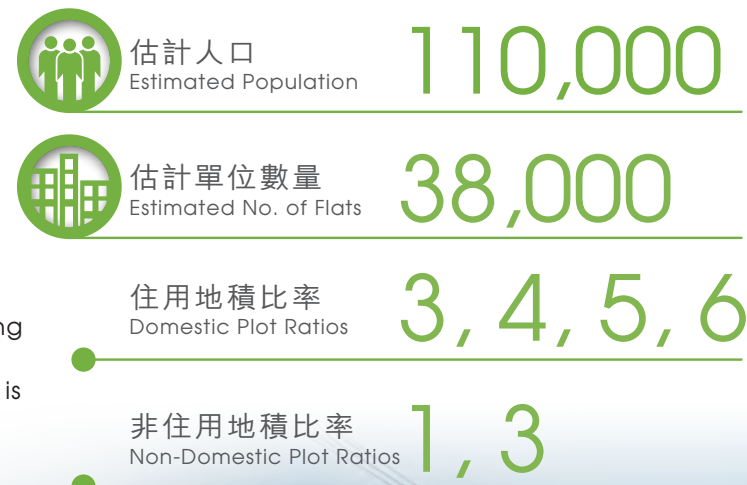 估計人口
Estimated Population
110,000
估計單位數量
Estimated No. of Flats
38,000
住用地積比率
Domestic Plot Ratios
3, 4, 5, 6
ng
is
非住用地積比率
Non-Domestic Plot Ratios
1, 3